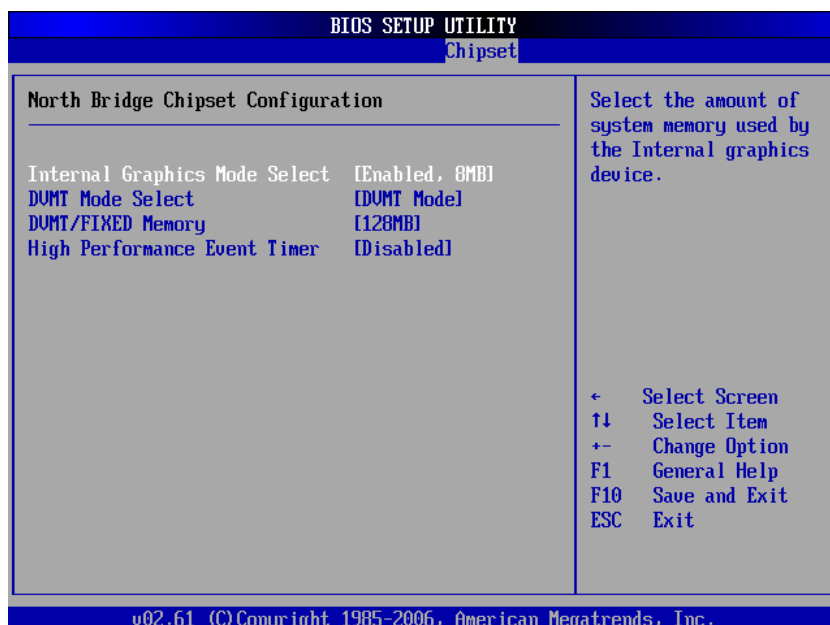 BIOS SETUP UTILITY
Chipset
North Bridge Chipset Configuration
Internal Graphics Mode Select [Enabled, 8MB]
DVMT Mode Select [DVMT Mode]
DVMT/FIXED Memory [128MB]
High Performance Event Timer [Disabled]
Select the amount of
system memory used by
the Internal graphics
device.
← Select Screen
↑↓ Select Item
+- Change Option
F1 General Help
F10 Save and Exit
ESC Exit
v02.61 (C)Copyright 1985-2006, American Megatrends, Inc.